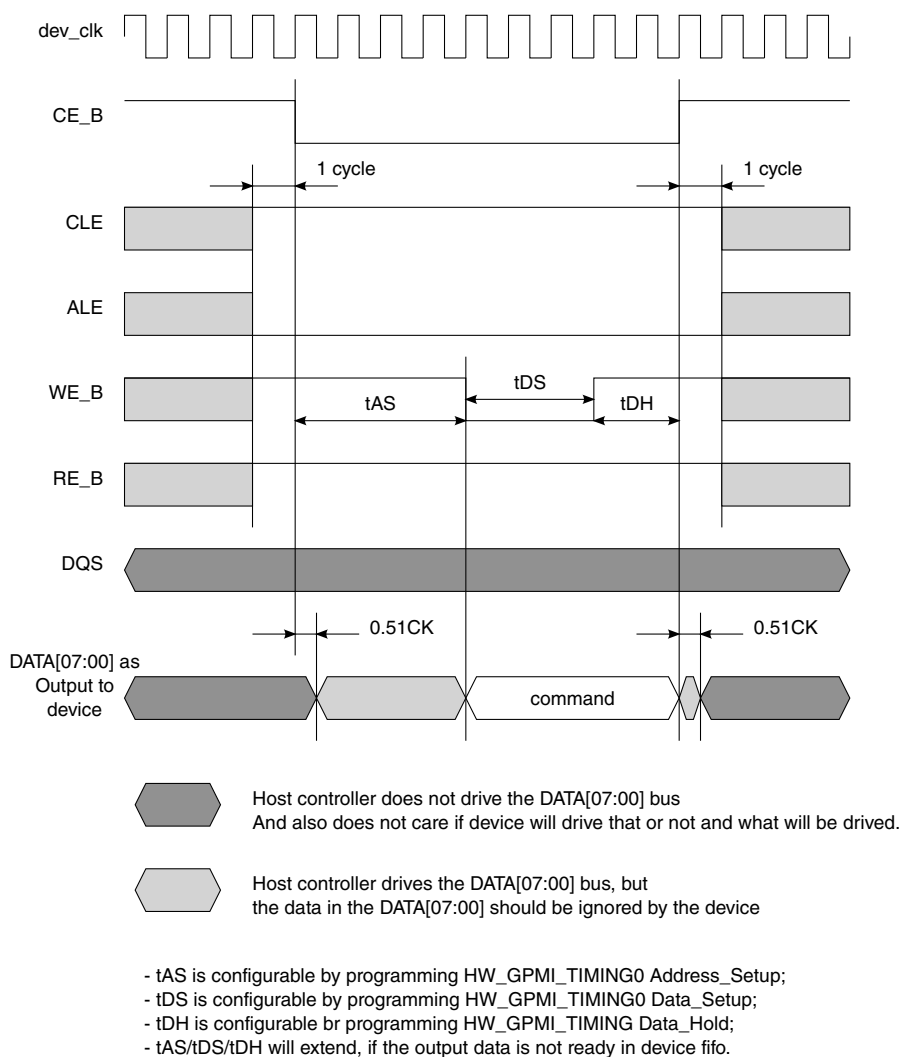 dev_clk
CE_B
1 cycle
1 cycle
CLE
ALE
WE_B
tAS
tDS
tDH
RE_B
DQS
0.51CK
0.51CK
DATA[07:00] as
Output to
device
command
Host controller does not drive the DATA[07:00] bus
And also does not care if device will drive that or not and what will be drived.
Host controller drives the DATA[07:00] bus, but
the data in the DATA[07:00] should be ignored by the device
- tAS is configurable by programming HW_GPMI_TIMING0 Address_Setup;
- tDS is configurable by programming HW_GPMI_TIMING0 Data_Setup;
- tDH is configurable br programming HW_GPMI_TIMING Data_Hold;
- tAS/tDS/tDH will extend, if the output data is not ready in device fifo.